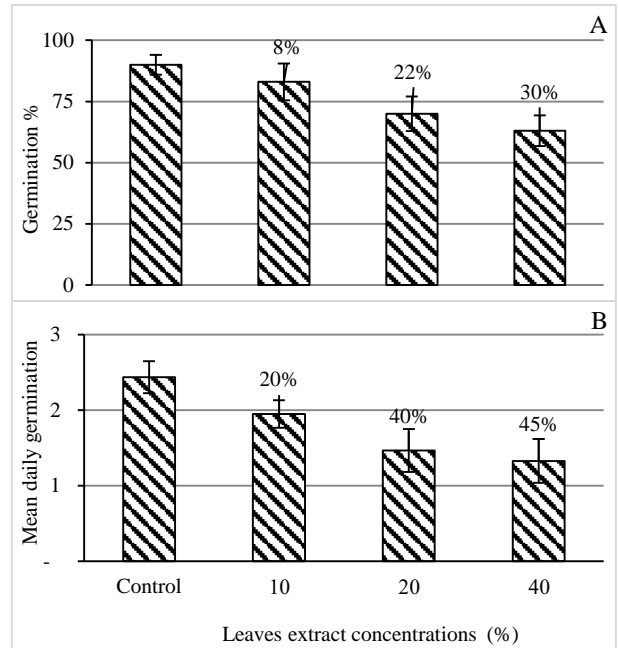 A
100
8%
22%
30%
75
Germination %
50
25
0
B
3
20%
40%
45%
2
Mean daily germination
1
-
Control 10 20 40
Leaves extract concentrations (%)